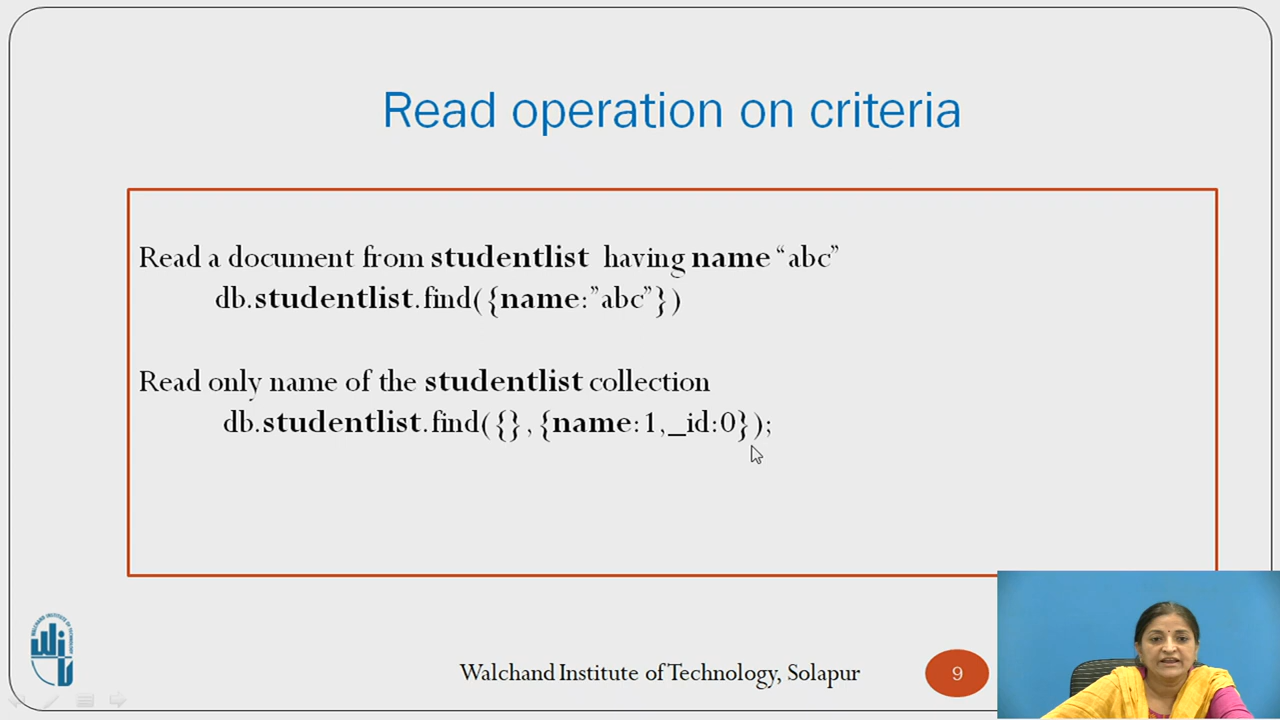 Read operation on criteria
Read a document from studentlist having name “abc”
db.studentlist.find({name:”abc”})
Read only name of the studentlist collection
db.studentlist.find({},{name:1,_id:0});
Walchand Institute of Technology, Solapur
9